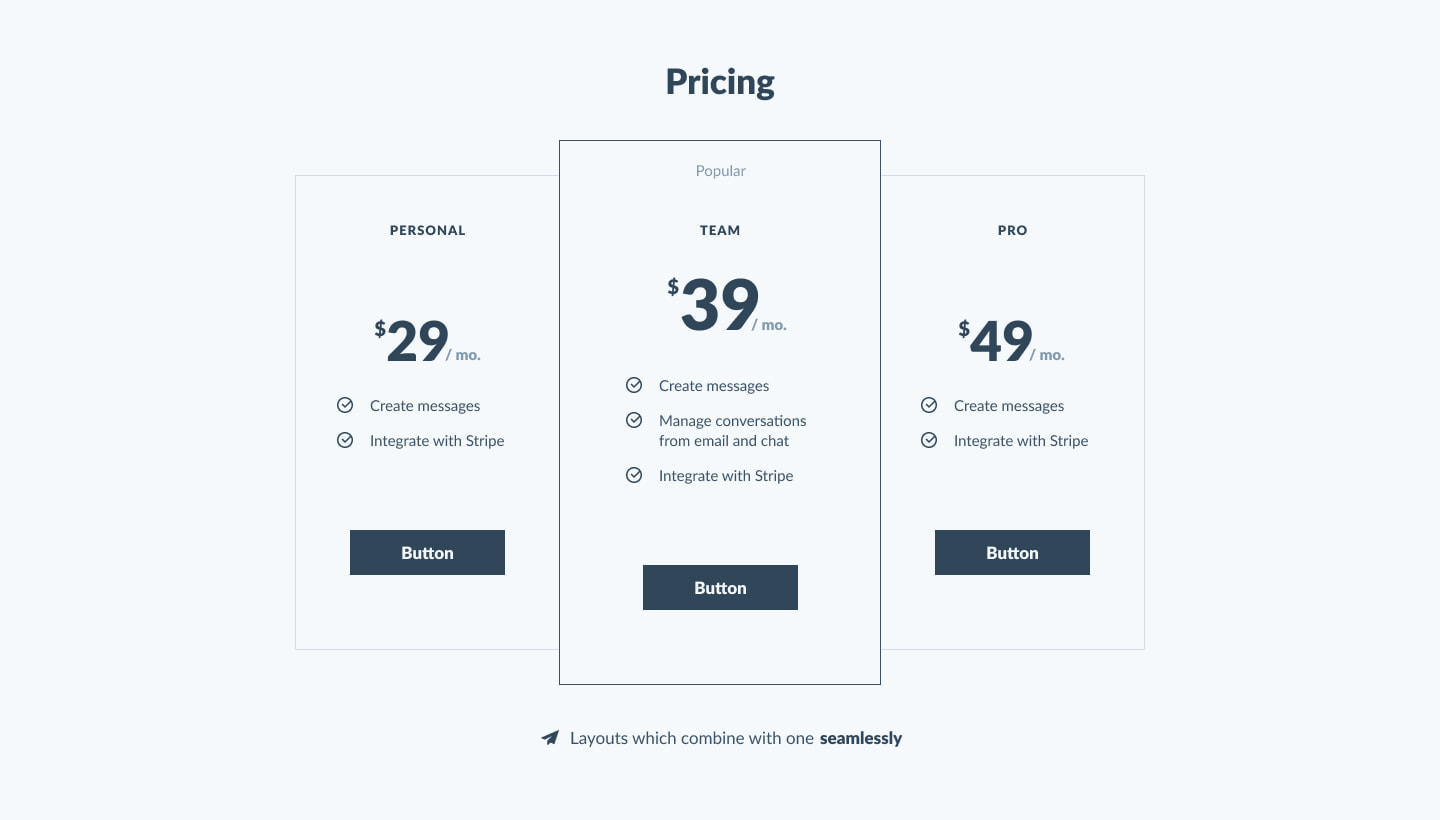 Pricing
PERSONAL
$29/ mo.
Create messages
Integrate with Stripe
Button
Popular
TEAM
$39/ mo.
Create messages
Manage conversations
from email and chat
Integrate with Stripe
Button
PRO
$49/ mo.
Create messages
Integrate with Stripe
Button
Layouts which combine with one seamlessly